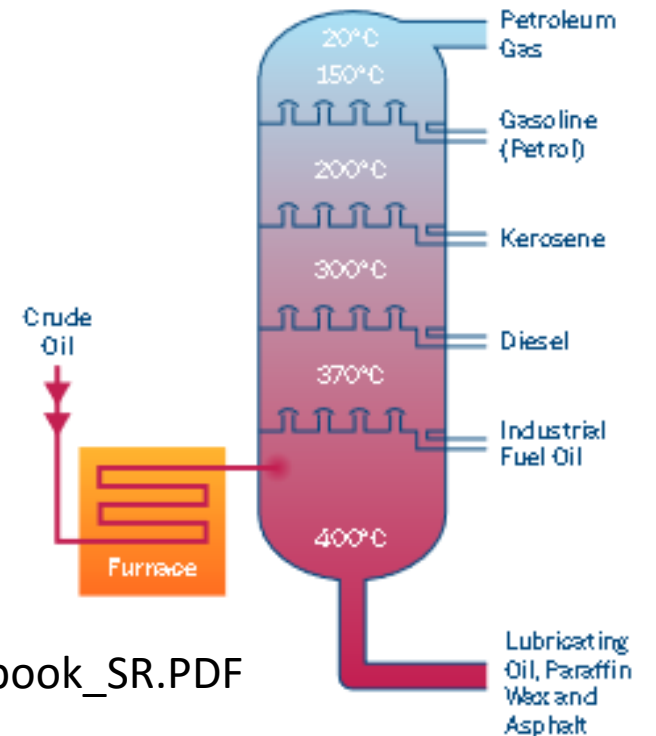 20°C
Petroleum
Gas
150°C
Gasoline
(Petrol)
200°C
Kerosene
300°C
Crude
Oil
Diesel
370°C
Industrial
Fuel Oil
400°C
Furnace
Lubricating
Oil, Paraffin
Wax and
Asphalt
book_SR.PDF